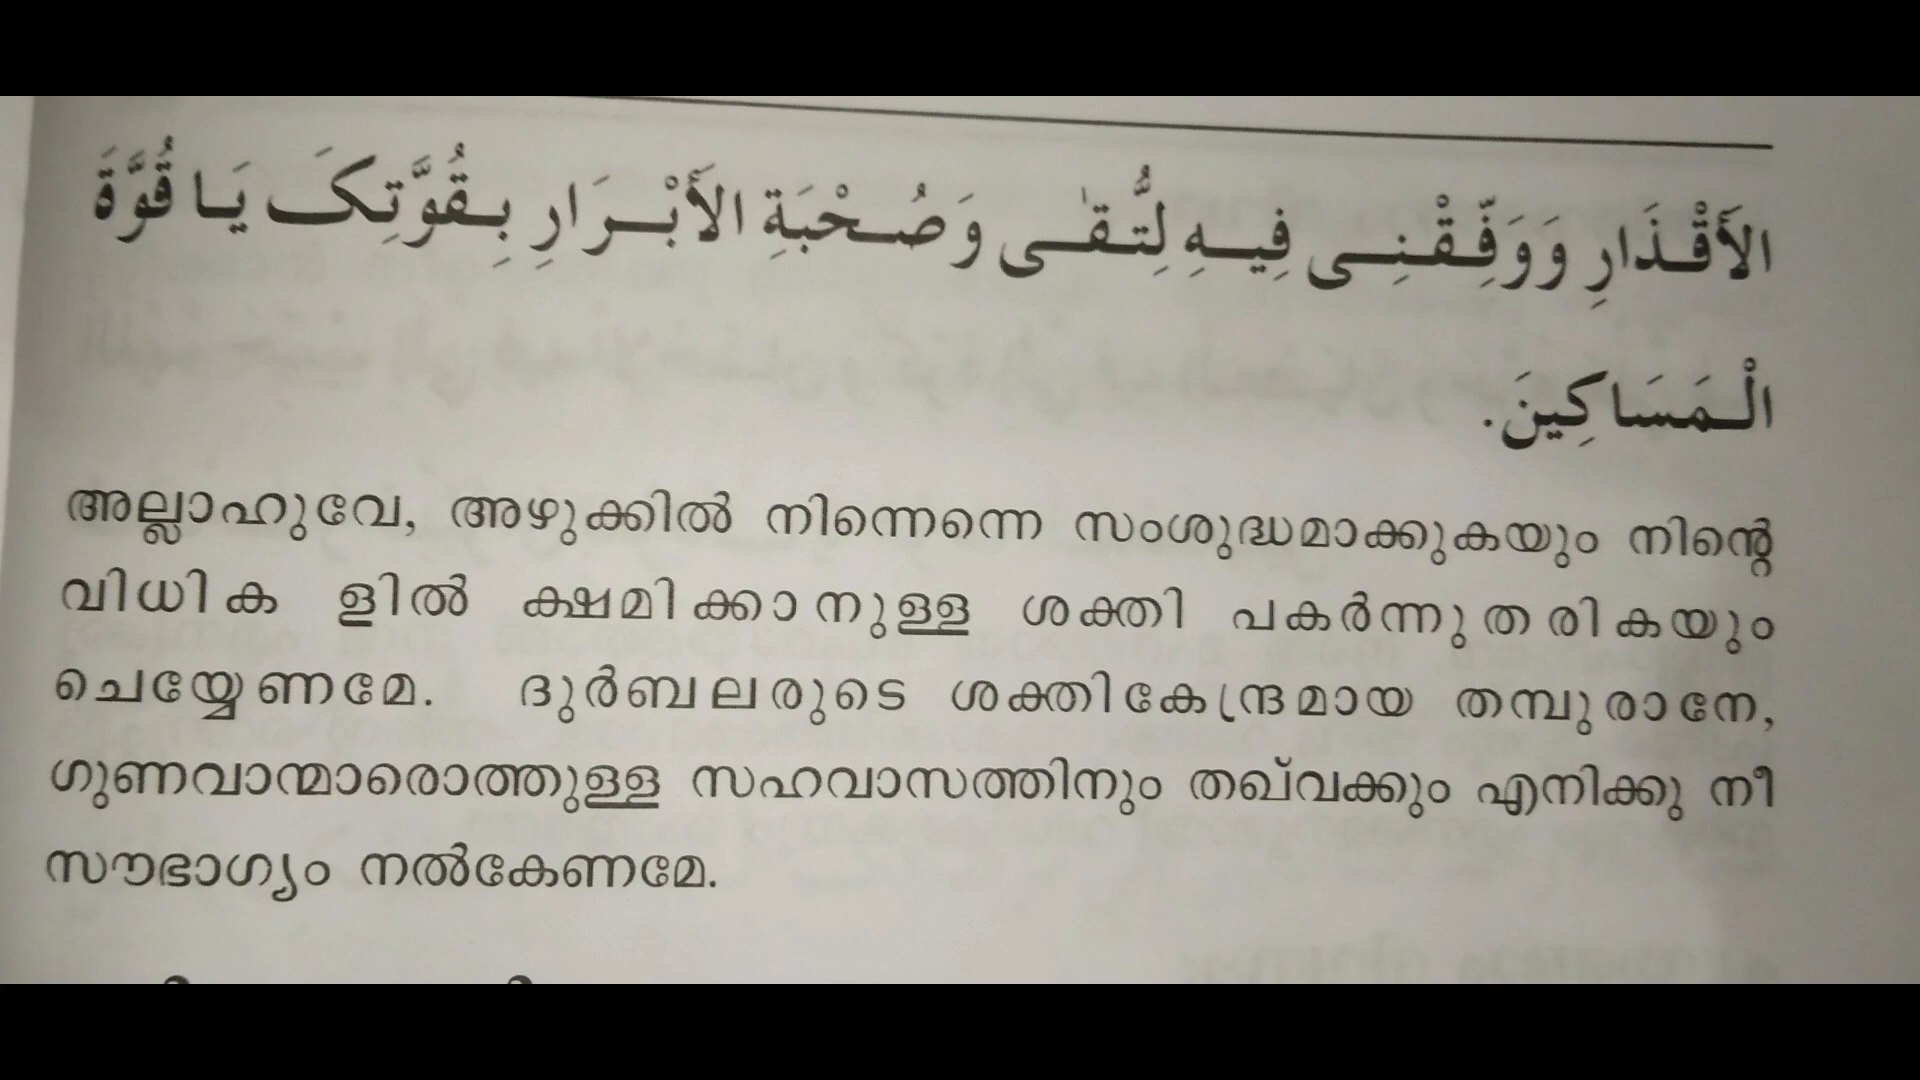 الأَقْذَارِ وَوَفِّقْنِى فِيهِ لِتُّقٰى وَصُحْبَةِ الأَبْرَارِ بِقُوَّتِكَ يَا قُوَّةَ
الْمَسَاكِينَ.
അല്ലാഹുവേ, അഴുക്കിൽ നിന്നെന്നെ സംശുദ്ധമാക്കുകയും നിന്റെ
വിധിക ളിൽ ക്ഷമിക്കാനുള്ള ശക്തി പകർന്നുതരികയും
ചെയ്യേണമേ. ദുർബലരുടെ ശക്തികേന്ദ്രമായ തമ്പുരാനേ,
ഗുണവാന്മാരൊത്തുള്ള സഹവാസത്തിനും തഖ്‌വക്കും എനിക്കു നീ
സൗഭാഗ്യം നൽകേണമേ.